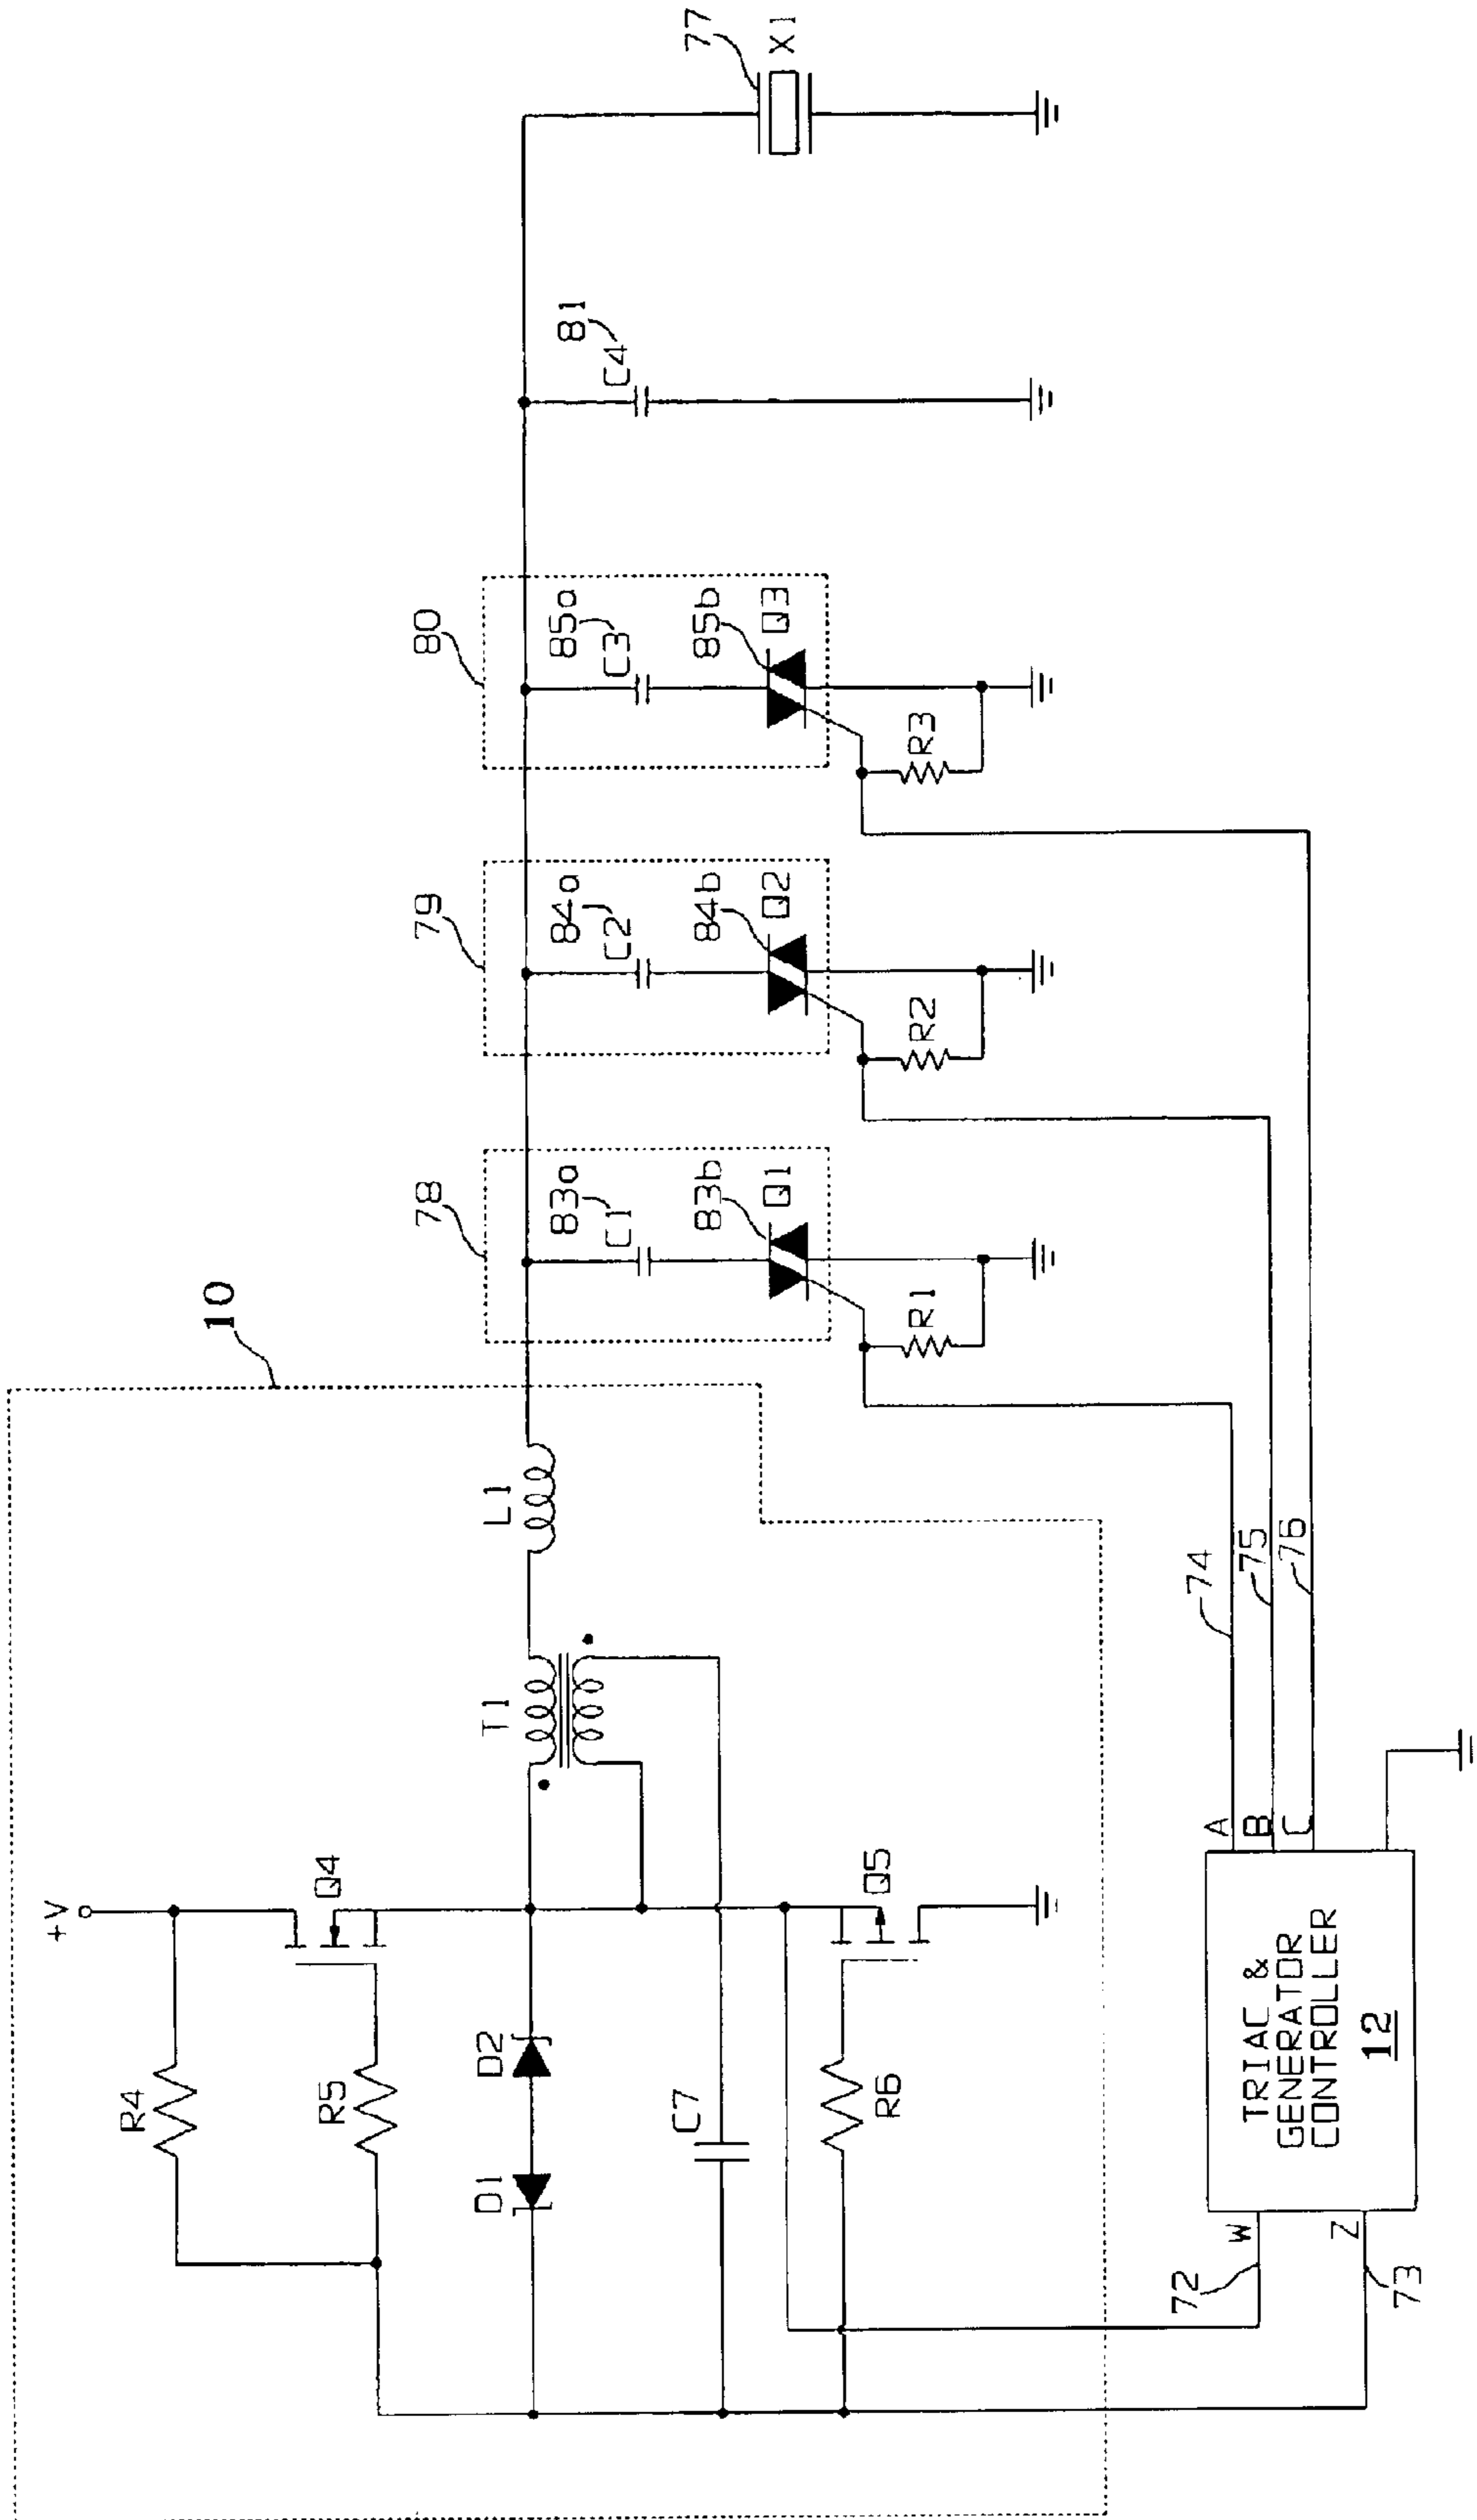 10
+V
R4
Q4
R5
D1
D2
T1
L1
C7
R6
Q5
78
83a
C1
83b
Q1
R1
79
84a
C2
84b
Q2
R2
80
85a
C3
85b
Q3
R3
81
C4
77
X1
72
W
73
Z
TRIAC &
GENERATOR
CONTROLLER
12
A
B
C
74
75
76